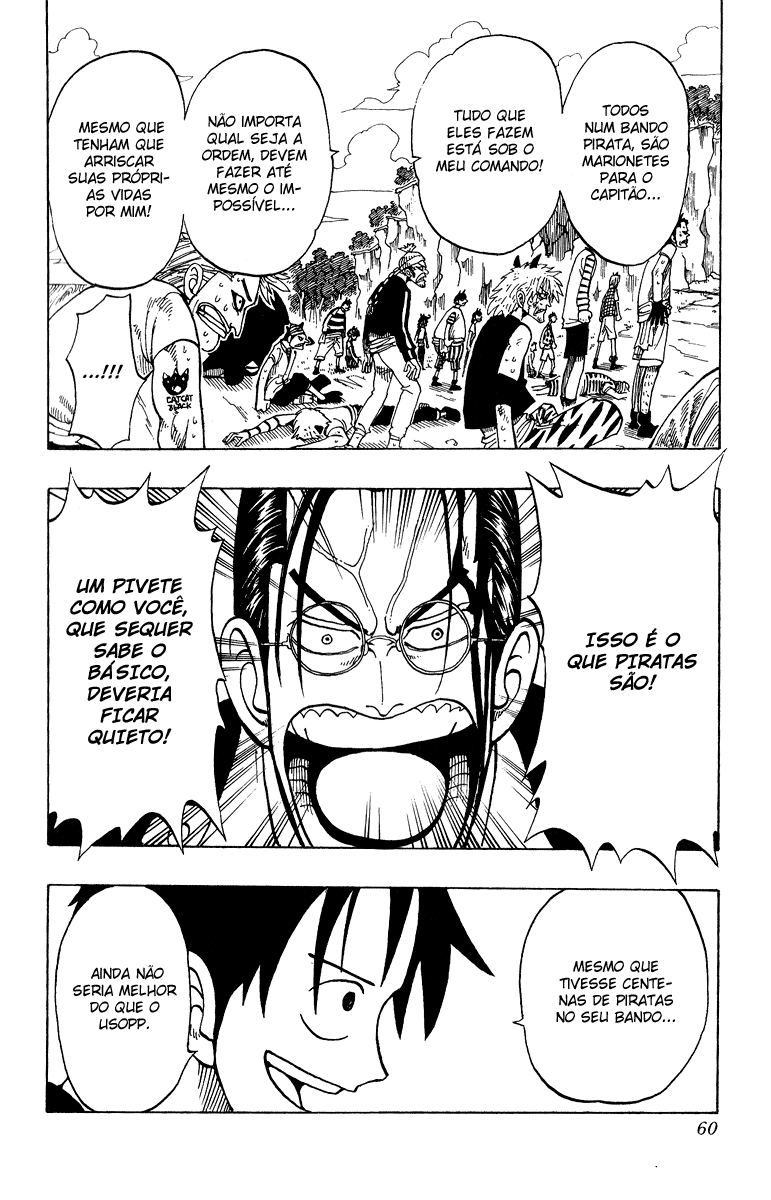 TODOS
NUM BANDO
PIRATA, SÃO
MARIONETES
PARA O
CAPITÃO...
TUDO QUE
ELES FAZEM
ESTÁ SOB O
MEU COMANDO!
NÃO IMPORTA
QUAL SEJA A
ORDEM, DEVEM
FAZER ATÉ
MESMO O IM-
POSSÍVEL...
MESMO QUE
TENHAM QUE
ARRISCAR
SUAS PRÓPRI-
AS VIDAS
POR MIM!
...!!!
CATCAT
BLACK
ISSO É O
QUE PIRATAS
SÃO!
UM PIVETE
COMO VOCÊ,
QUE SEQUER
SABE O
BÁSICO,
DEVERIA
FICAR
QUIETO!
MESMO QUE
TIVESSE CENTE-
NAS DE PIRATAS
NO SEU BANDO...
AINDA NÃO
SERIA MELHOR
DO QUE O
USOPP.
60